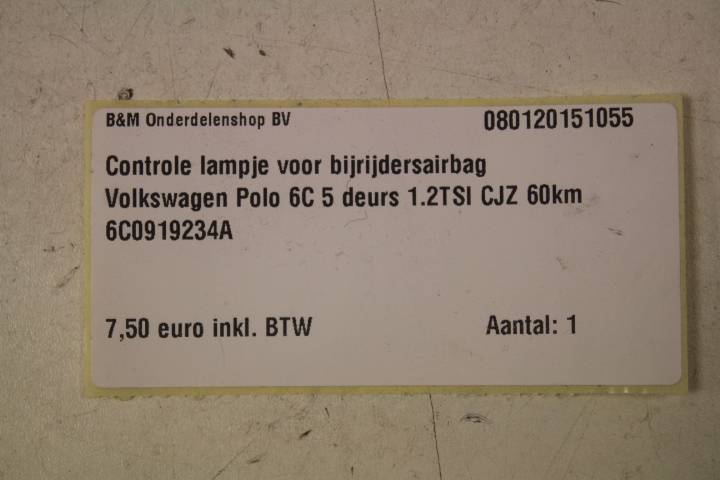 B&M Onderdelenshop BV 080120151055
Controle lampje voor bijrijdersairbag
Volkswagen Polo 6C 5 deurs 1.2TSI CJZ 60km
6C0919234A
7,50 euro inkl. BTW Aantal: 1